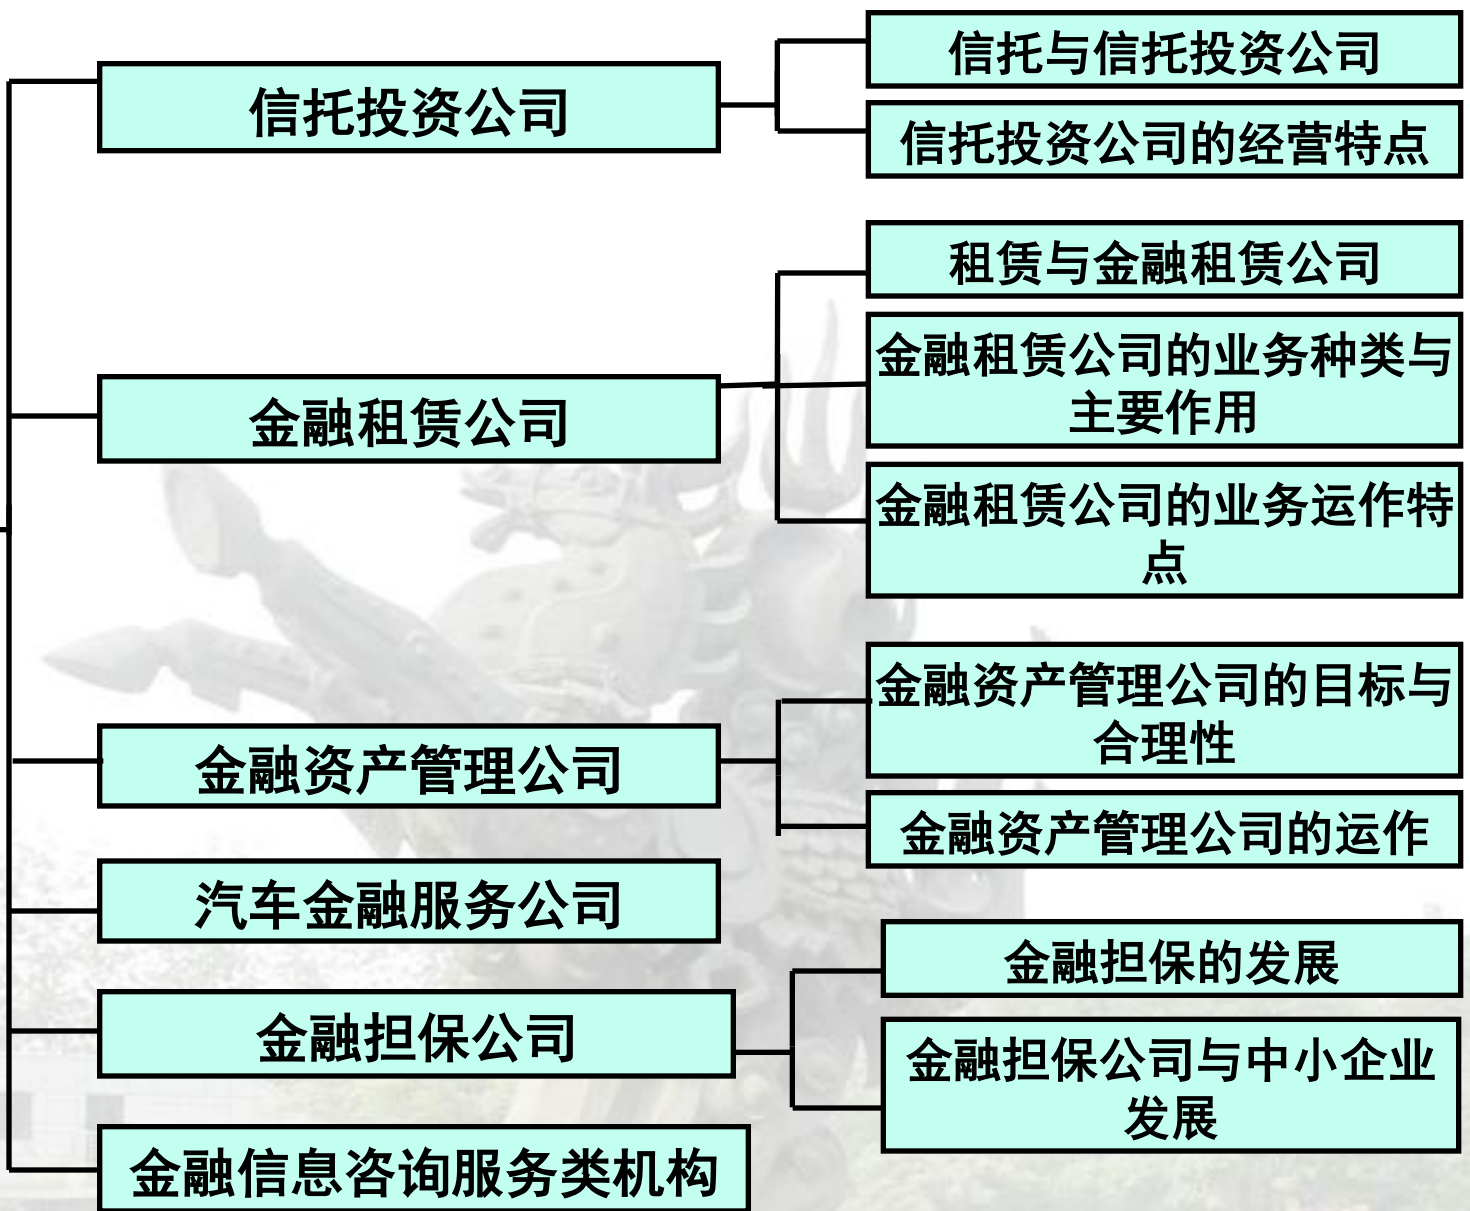 信托投资公司
信托与信托投资公司
信托投资公司的经营特点
金融租赁公司
租赁与金融租赁公司
金融租赁公司的业务种类与
主要作用
金融租赁公司的业务运作特
点
金融资产管理公司
金融资产管理公司的目标与
合理性
金融资产管理公司的运作
汽车金融服务公司
金融担保公司
金融担保的发展
金融担保公司与中小企业
发展
金融信息咨询服务类机构